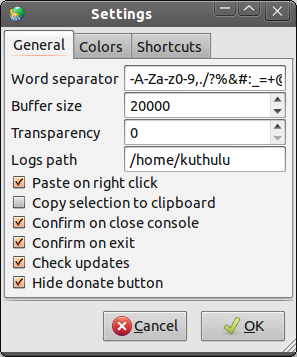 Settings
General Colors Shortcuts
Word separator -A-Za-z0-9,./?%&#:_=+@
Buffer size 20000
Transparency 0
Logs path /home/kuthulu
Paste on right click
Copy selection to clipboard
Confirm on close console
Confirm on exit
Check updates
Hide donate button
Cancel OK